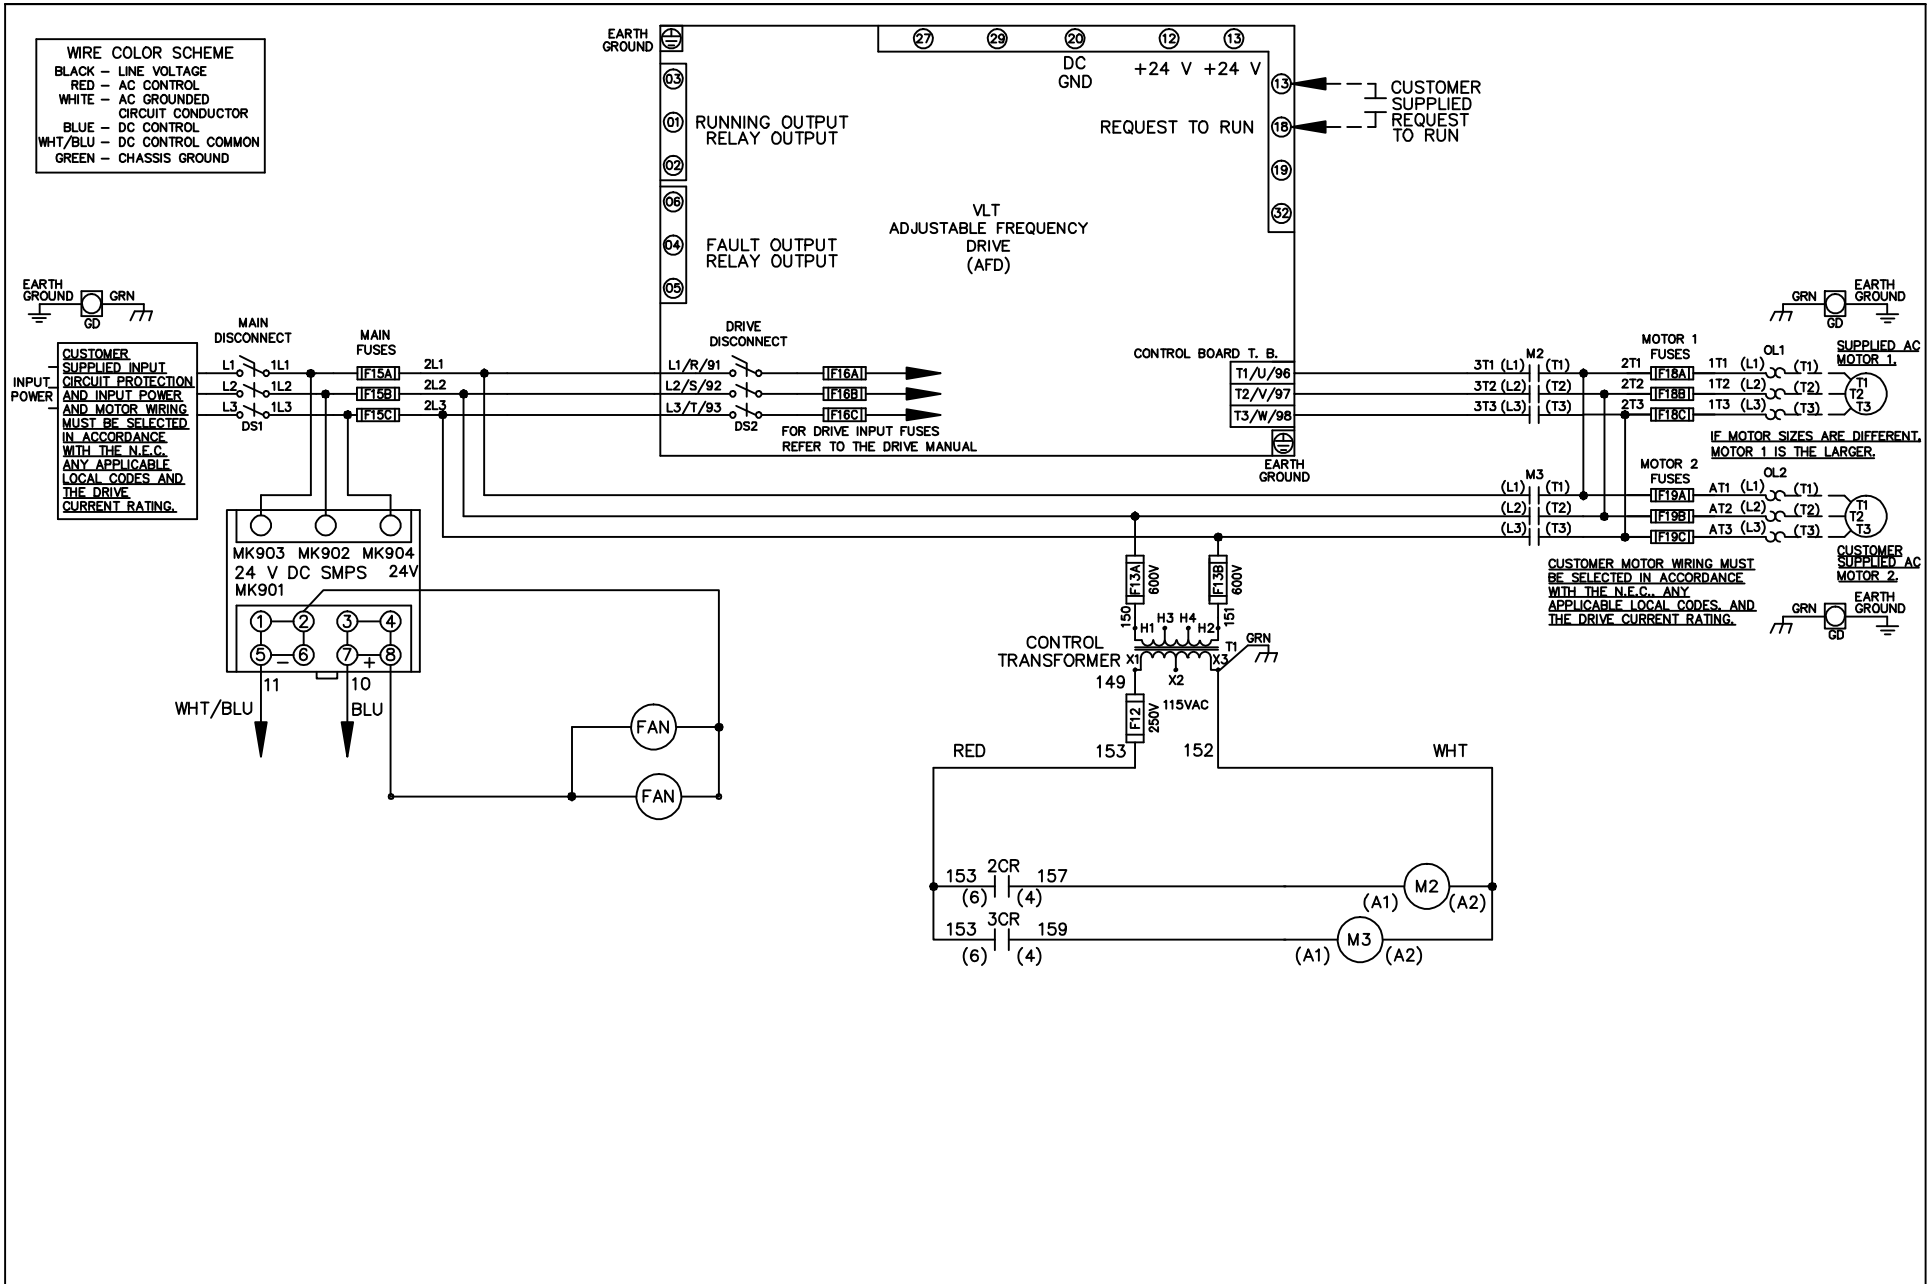 WIRE COLOR SCHEME
BLACK – LINE VOLTAGE
RED – AC CONTROL
WHITE – AC GROUNDED
CIRCUIT CONDUCTOR
BLUE – DC CONTROL
WHT/BLU – DC CONTROL COMMON
GREEN – CHASSIS GROUND
EARTH
GROUND
27 29 20 12 13
DC
GND
+24 V +24 V
03
01
02
RUNNING OUTPUT
RELAY OUTPUT
06
04
05
FAULT OUTPUT
RELAY OUTPUT
13
REQUEST TO RUN 18
19
32
CUSTOMER
SUPPLIED
REQUEST
TO RUN
VLT
ADJUSTABLE FREQUENCY
DRIVE
(AFD)
EARTH
GROUND
GRN
GD
INPUT
POWER
CUSTOMER
SUPPLIED INPUT
CIRCUIT PROTECTION
AND INPUT POWER
AND MOTOR WIRING
MUST BE SELECTED
IN ACCORDANCE
WITH THE N.E.C.
ANY APPLICABLE
LOCAL CODES AND
THE DRIVE
CURRENT RATING.
MAIN
DISCONNECT
L1 1L1
L2 1L2
L3 1L3
DS1
MAIN
FUSES
F15A 2L1
F15B 2L2
F15C 2L3
DRIVE
DISCONNECT
L1/R/91 F16A
L2/S/92 F16B
L3/T/93 F16C
DS2
FOR DRIVE INPUT FUSES
REFER TO THE DRIVE MANUAL
CONTROL BOARD T. B.
T1/U/96
T2/V/97
T3/W/98
EARTH
GROUND
M2
3T1 (L1) (T1)
3T2 (L2) (T2)
3T3 (L3) (T3)
MOTOR 1
FUSES
2T1 F18A 1T1 (L1)
2T2 F18B 1T2 (L2)
2T3 F18C 1T3 (L3)
OL1
(T1)
(T2)
(T3)
T1
T2
T3
GRN
GD
EARTH
GROUND
SUPPLIED AC
MOTOR 1.
IF MOTOR SIZES ARE DIFFERENT,
MOTOR 1 IS THE LARGER.
M3
(L1) (T1)
(L2) (T2)
(L3) (T3)
MOTOR 2
FUSES
F19A AT1 (L1)
F19B AT2 (L2)
F19C AT3 (L3)
OL2
(T1)
(T2)
(T3)
T1
T2
T3
CUSTOMER
SUPPLIED AC
MOTOR 2.
CUSTOMER MOTOR WIRING MUST
BE SELECTED IN ACCORDANCE
WITH THE N.E.C., ANY
APPLICABLE LOCAL CODES, AND
THE DRIVE CURRENT RATING.
GRN
GD
EARTH
GROUND
MK903 MK902 MK904
24 V DC SMPS 24V
MK901
1 2 3 4
5 – 6 7 + 8
11 10
WHT/BLU BLU
FAN
FAN
F13A 600V
F13B 600V
150 151
H1 H3 H4 H2
CONTROL
TRANSFORMER
T1
GRN
X1 X2 X3
149
F12 250V
115VAC
RED 153 152 WHT
153 2CR 157
(6) (4)
(A1) M2 (A2)
153 3CR 159
(6) (4)
(A1) M3 (A2)